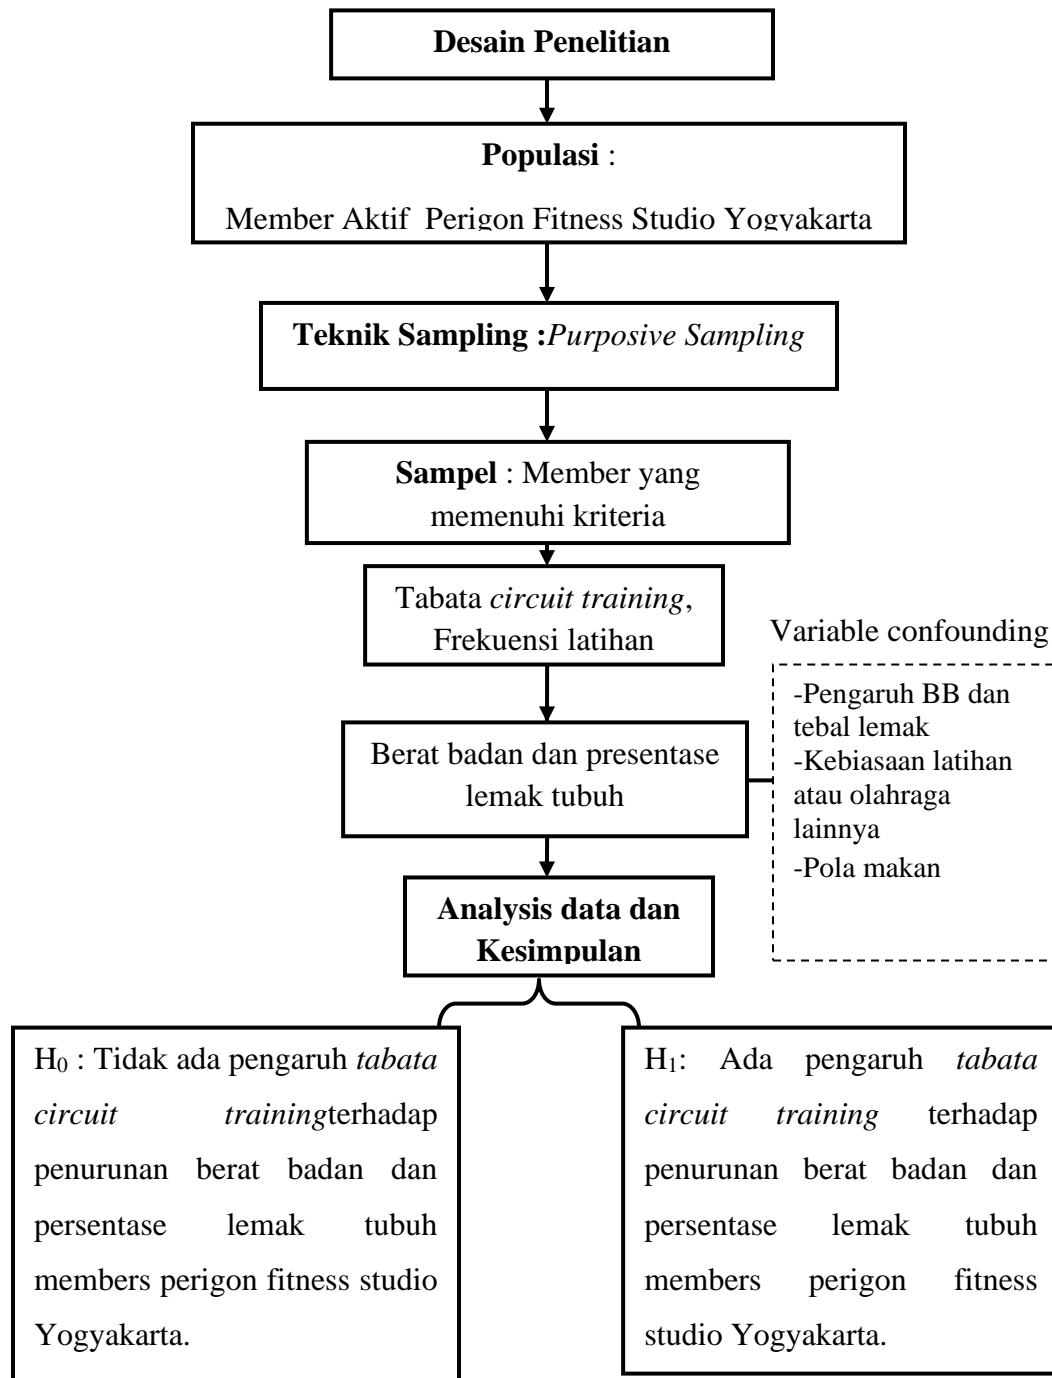 Desain Penelitian
Populasi :
Member Aktif  Perigon Fitness Studio Yogyakarta
Teknik Sampling :Purposive Sampling
Sampel : Member yang
memenuhi kriteria
Tabata circuit training,
Frekuensi latihan
Variable confounding
-Pengaruh BB dan
tebal lemak
-Kebiasaan latihan
atau olahraga
lainnya
-Pola makan
Berat badan dan presentase
lemak tubuh
Analysis data dan
Kesimpulan
H₀ : Tidak ada pengaruh tabata
circuit trainingterhadap
penurunan berat badan dan
persentase lemak tubuh
members perigon fitness studio
Yogyakarta.
H₁: Ada pengaruh tabata
circuit training terhadap
penurunan berat badan dan
persentase lemak tubuh
members perigon fitness
studio Yogyakarta.